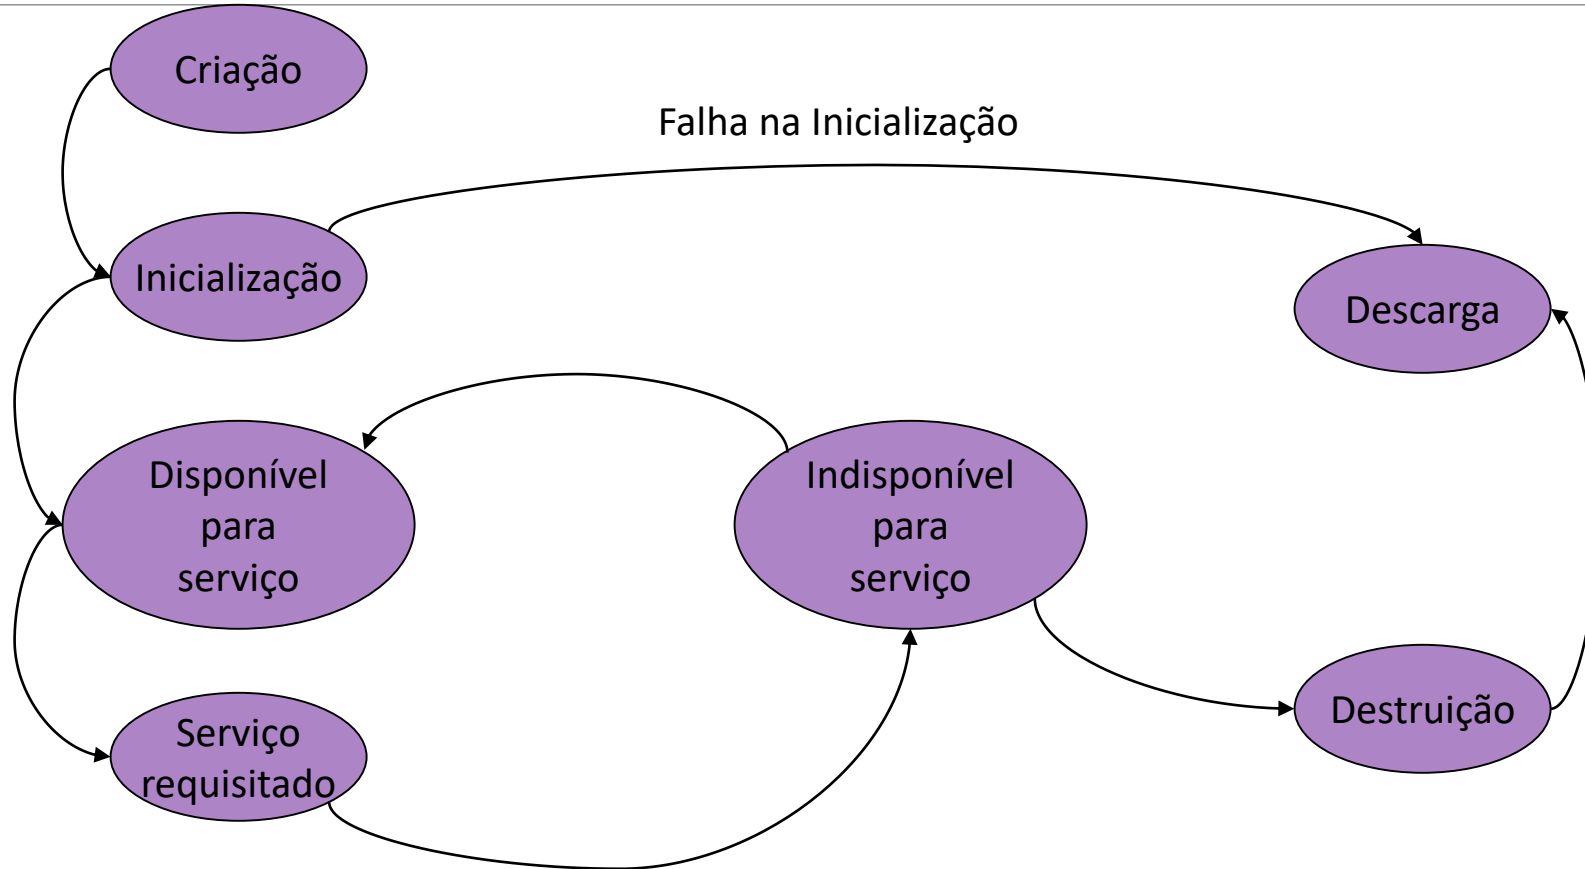 Criação
Falha na Inicialização
Inicialização
Descarga
Disponível
para
serviço
Indisponível
para
serviço
Serviço
requisitado
Destruição